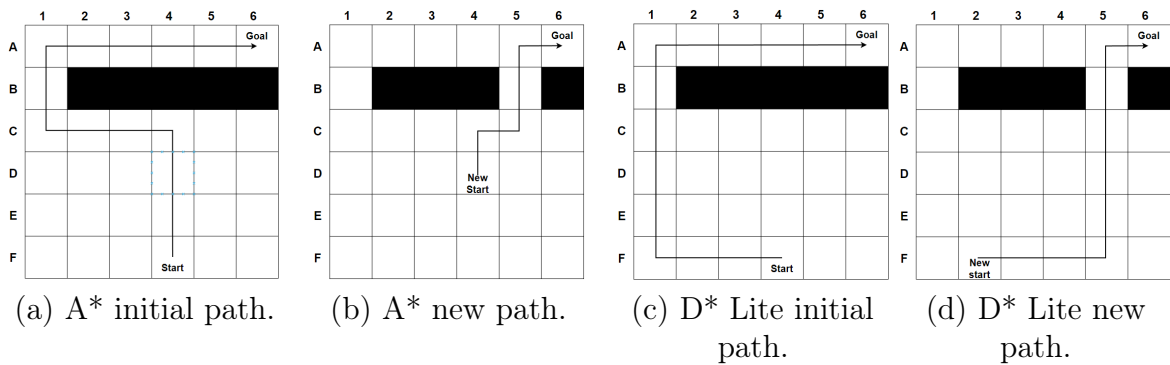 1 2 3 4 5 6
A Goal
B
C
D
E
F
Start
(a) A* initial path.
1 2 3 4 5 6
A Goal
B
C
D
New
Start
E
F
(b) A* new path.
1 2 3 4 5 6
A Goal
B
C
D
E
F
Start
(c) D* Lite initial
path.
1 2 3 4 5 6
A Goal
B
C
D
E
F
New
start
(d) D* Lite new
path.